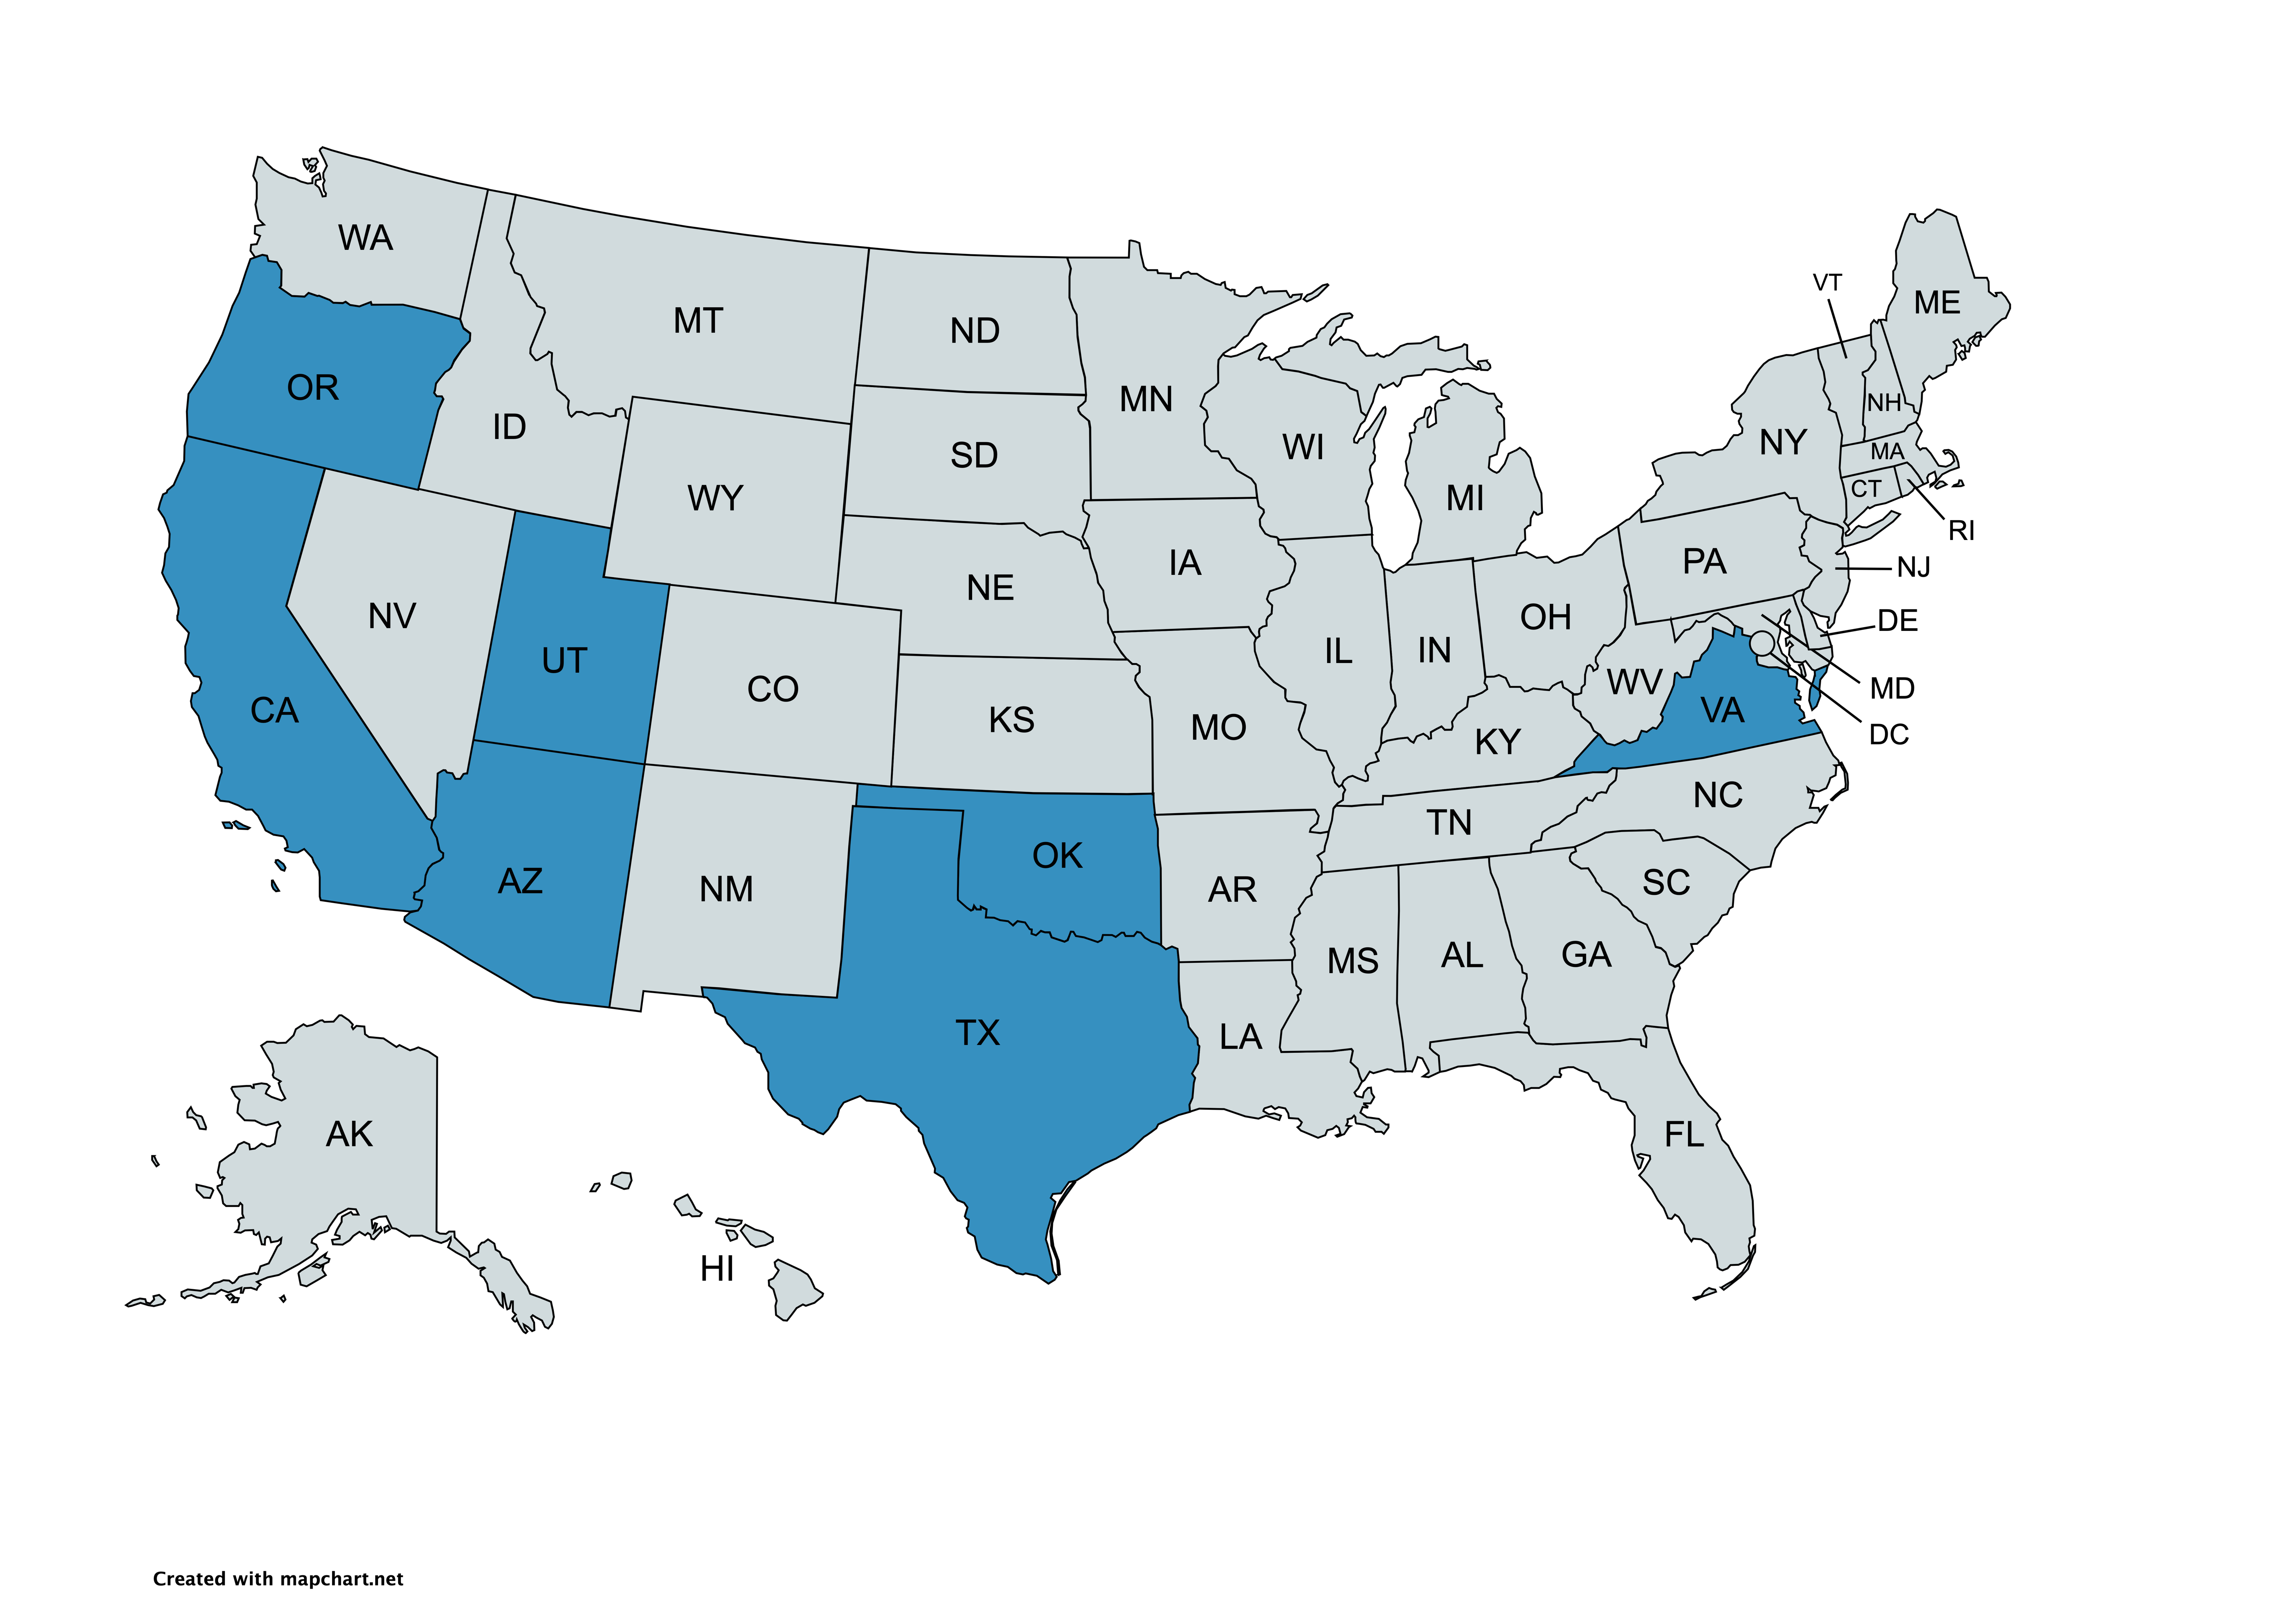 WA
MT
ND
MN
VT
ME
OR
ID
WY
SD
WI
MI
NY
NH
MA
CT
RI
NV
UT
CO
NE
IA
IL
IN
OH
PA
NJ
DE
CA
KS
MO
KY
WV
VA
MD
DC
AZ
NM
OK
AR
TN
NC
SC
TX
LA
MS
AL
GA
FL
AK
HI
Created with mapchart.net